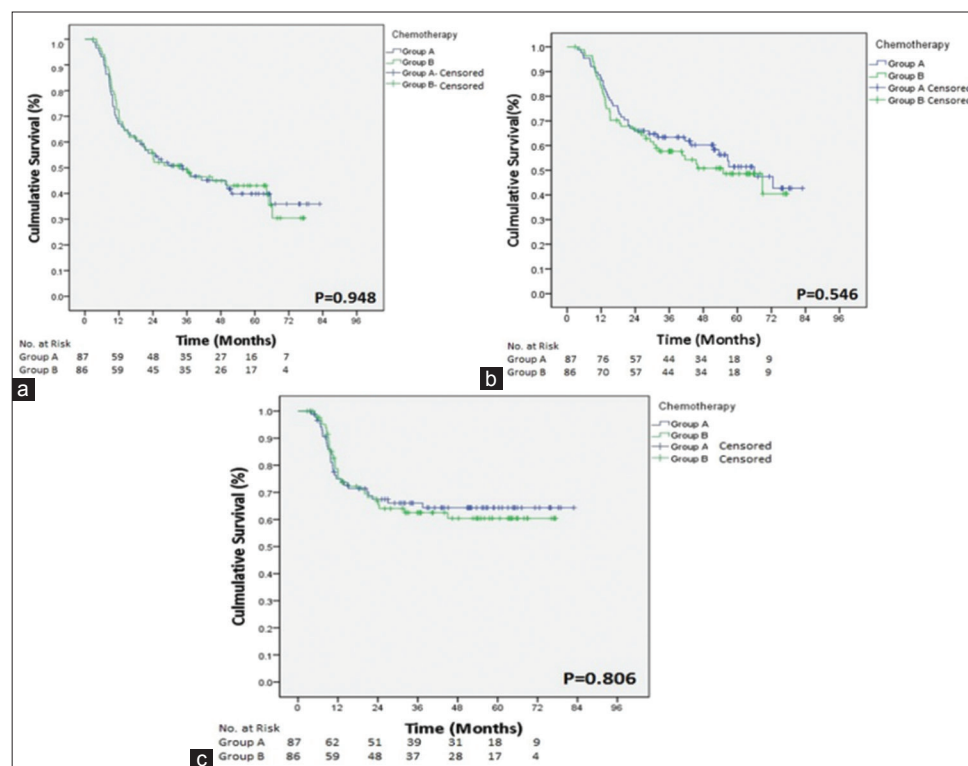 Chemotherapy
Group A
Group B
Group A- Censored
Group B- Censored
Culmulative Survival (%)
1.0
0.9
0.8
0.7
0.6
0.5
0.4
0.3
0.2
0.1
0.0
P=0.948
0 12 24 36 48 60 72 84 96
Time (Months)
No. at Risk
Group A 87 59 48 35 27 16 7
Group B 86 59 45 35 26 17 4
a
Chemotherapy
Group A
Group B
Group A Censored
Group B Censored
Culmulative Survival (%)
1.0
0.9
0.8
0.7
0.6
0.5
0.4
0.3
0.2
0.1
0.0
P=0.546
0 12 24 36 48 60 72 84 96
Time (Months)
No. at Risk
Group A 87 76 57 44 34 18 9
Group B 86 70 57 44 34 18 9
b
Chemotherapy
Group A
Group B
Group A Censored
Group B Censored
Culmulative Survival (%)
1.0
0.9
0.8
0.7
0.6
0.5
0.4
0.3
0.2
0.1
0.0
P=0.806
0 12 24 36 48 60 72 84 96
Time (Months)
No. at Risk
Group A 87 62 51 39 31 18 9
Group B 86 59 48 37 28 17 4
c